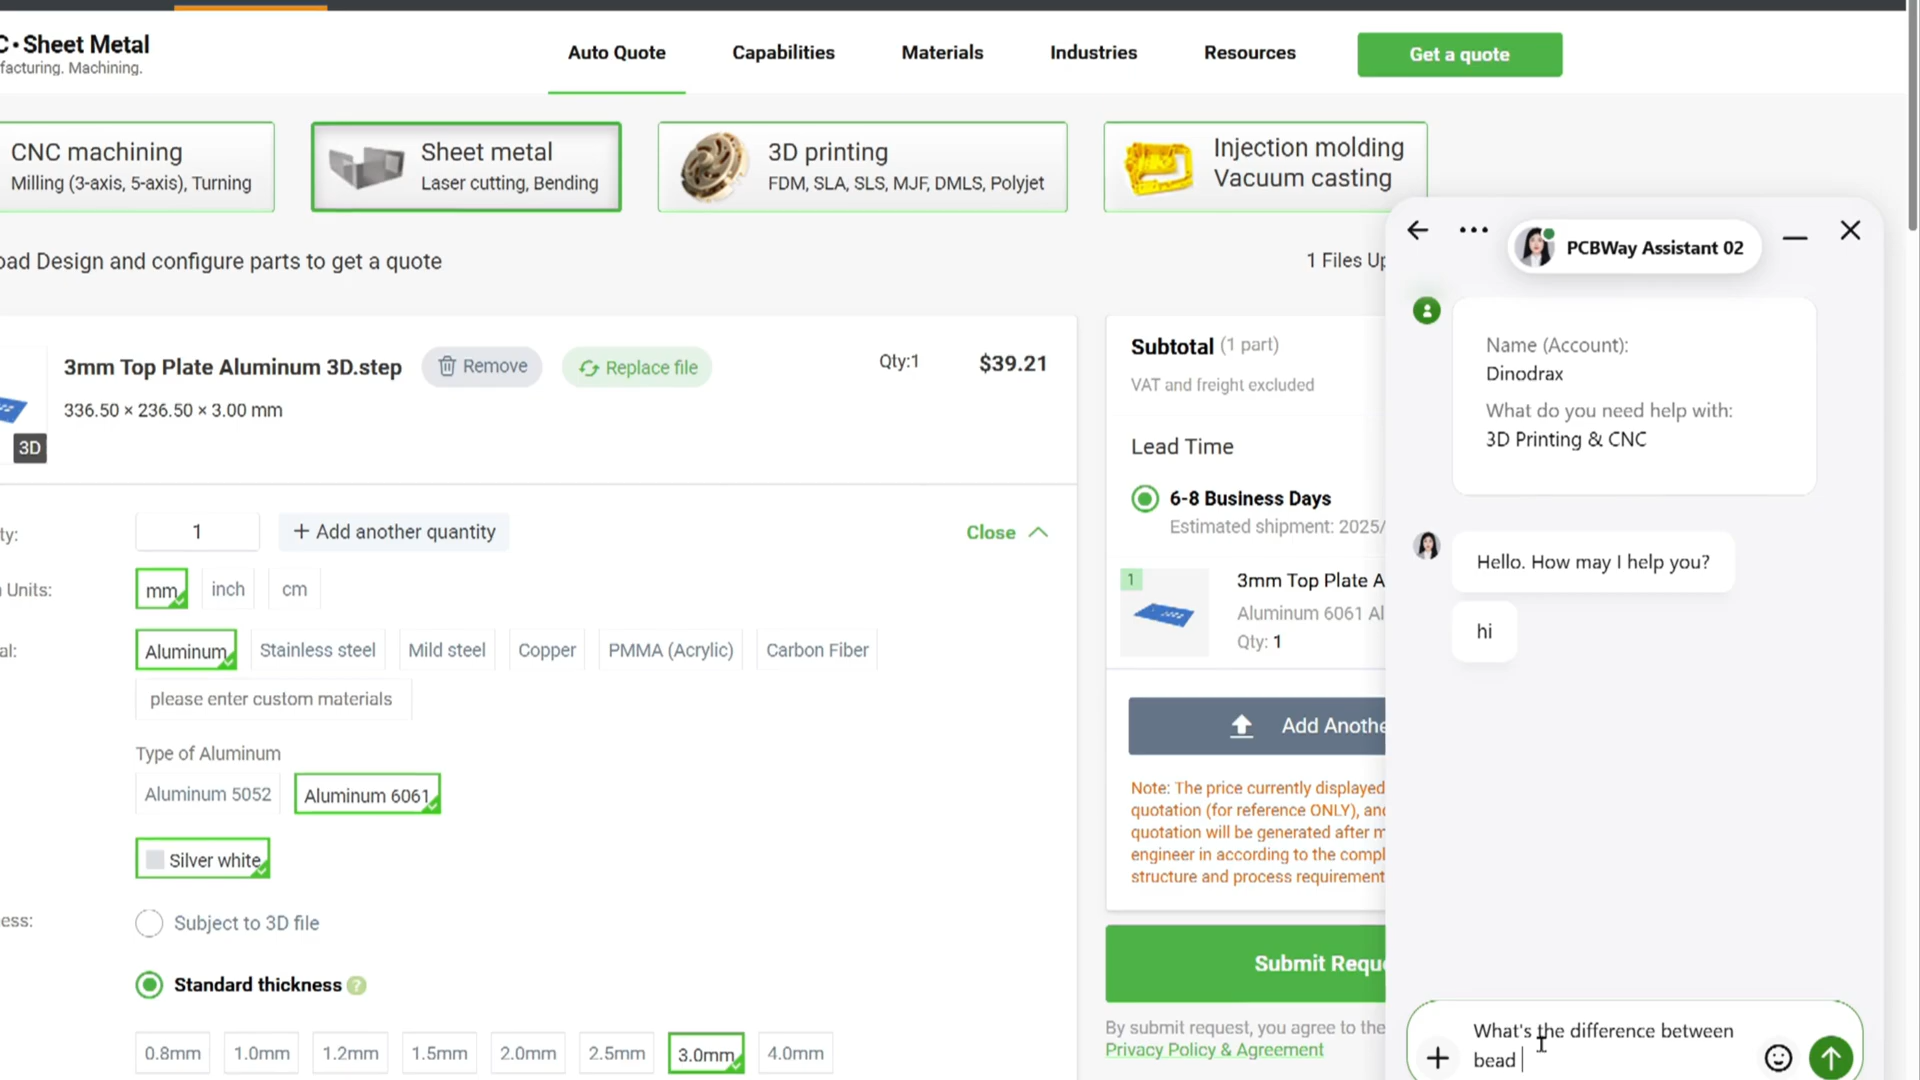 C•Sheet Metal
facturing. Machining.
Auto Quote
Capabilities
Materials
Industries
Resources
Get a quote
CNC machining
Milling (3-axis, 5-axis), Turning
Sheet metal
Laser cutting, Bending
3D printing
FDM, SLA, SLS, MJF, DMLS, Polyjet
Injection molding
Vacuum casting
oad Design and configure parts to get a quote
1 Files Up
3mm Top Plate Aluminum 3D.step
Remove
Replace file
Qty:1
$39.21
336.50 × 236.50 × 3.00 mm
3D
ty:
1
+ Add another quantity
Close
n Units:
mm
inch
cm
al:
Aluminum
Stainless steel
Mild steel
Copper
PMMA (Acrylic)
Carbon Fiber
please enter custom materials
Type of Aluminum
Aluminum 5052
Aluminum 6061
Silver white
ess:
Subject to 3D file
Standard thickness ?
0.8mm
1.0mm
1.2mm
1.5mm
2.0mm
2.5mm
3.0mm
4.0mm
Subtotal (1 part)
VAT and freight excluded
Lead Time
6-8 Business Days
Estimated shipment: 2025/
1
3mm Top Plate A
Aluminum 6061 Al
Qty: 1
Add Anothe
Note: The price currently displayed
quotation (for reference ONLY), and
quotation will be generated after m
engineer in according to the compl
structure and process requirement
Submit Reque
By submit request, you agree to the
Privacy Policy & Agreement
PCBWay Assistant 02
Name (Account):
Dinodrax
What do you need help with:
3D Printing & CNC
Hello. How may I help you?
hi
What's the difference between
bead